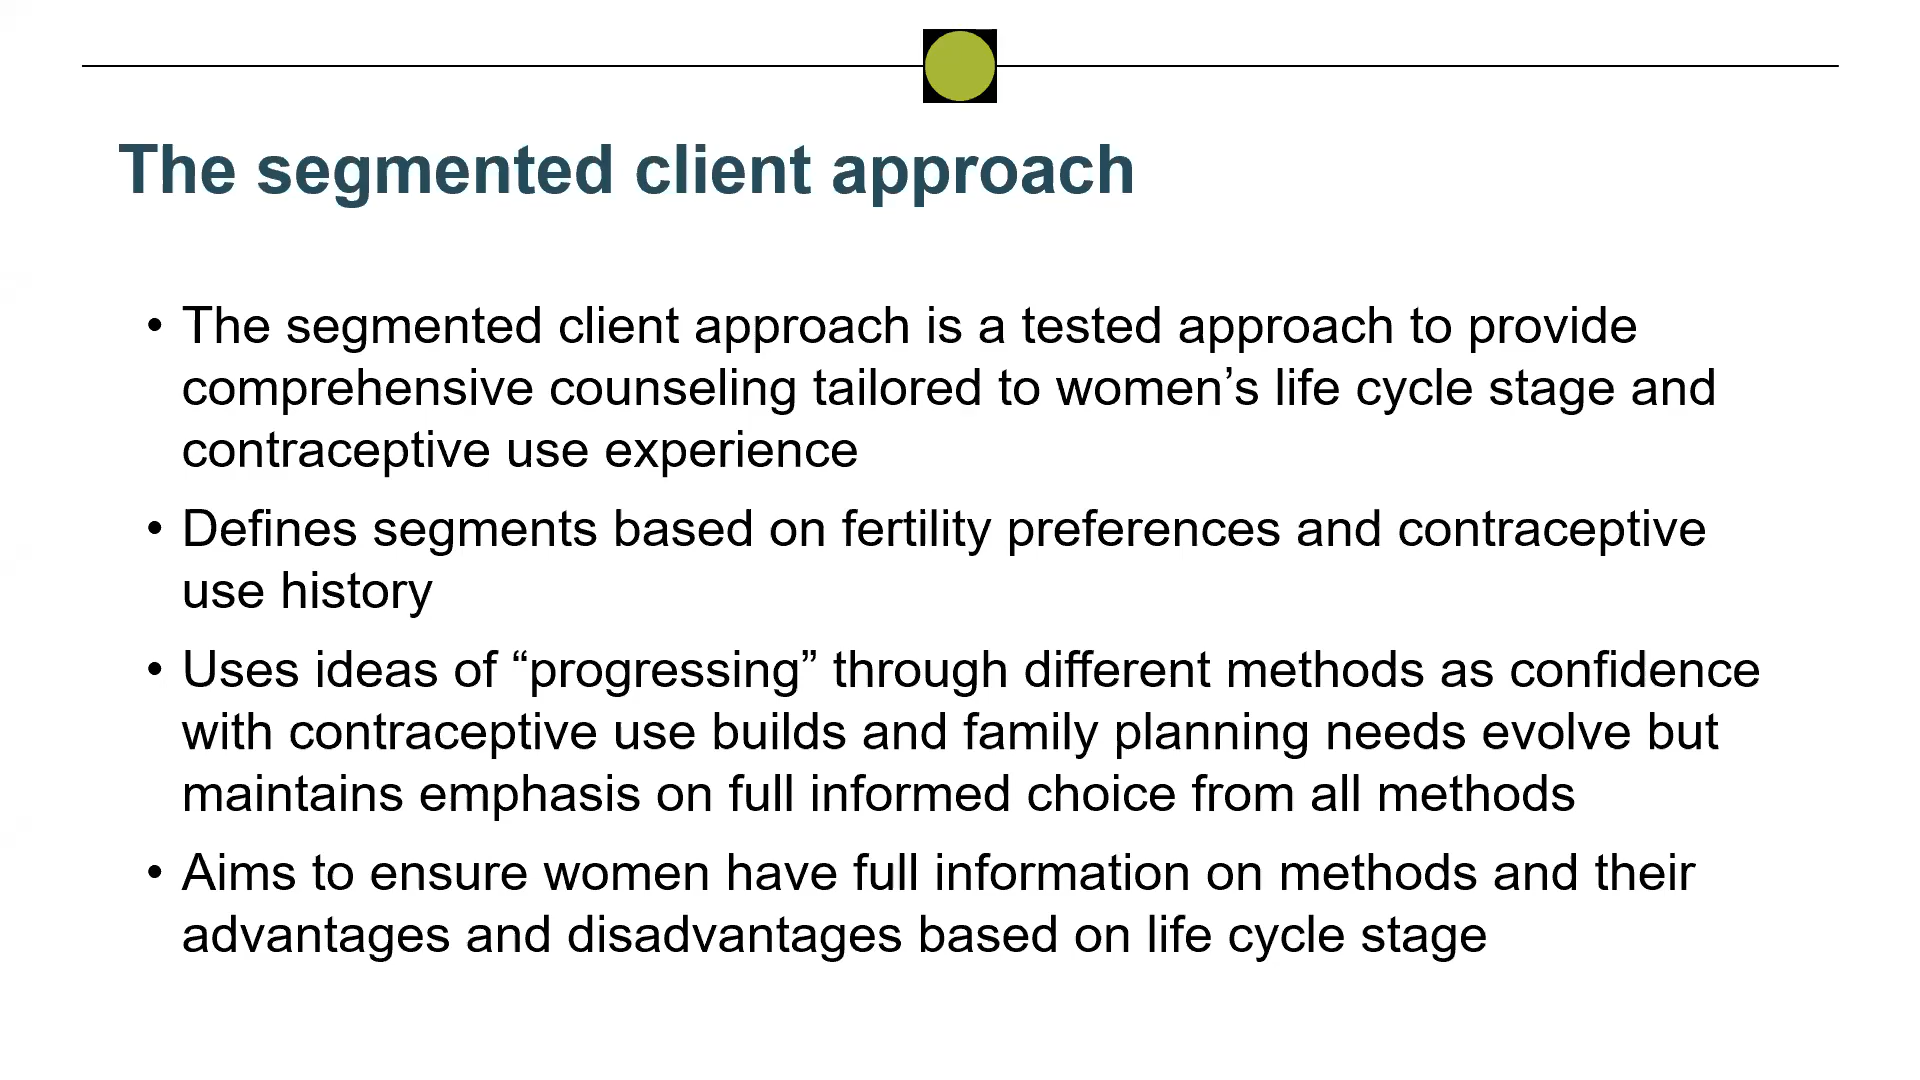 The segmented client approach
• The segmented client approach is a tested approach to provide
comprehensive counseling tailored to women’s life cycle stage and
contraceptive use experience
• Defines segments based on fertility preferences and contraceptive
use history
• Uses ideas of “progressing” through different methods as confidence
with contraceptive use builds and family planning needs evolve but
maintains emphasis on full informed choice from all methods
• Aims to ensure women have full information on methods and their
advantages and disadvantages based on life cycle stage